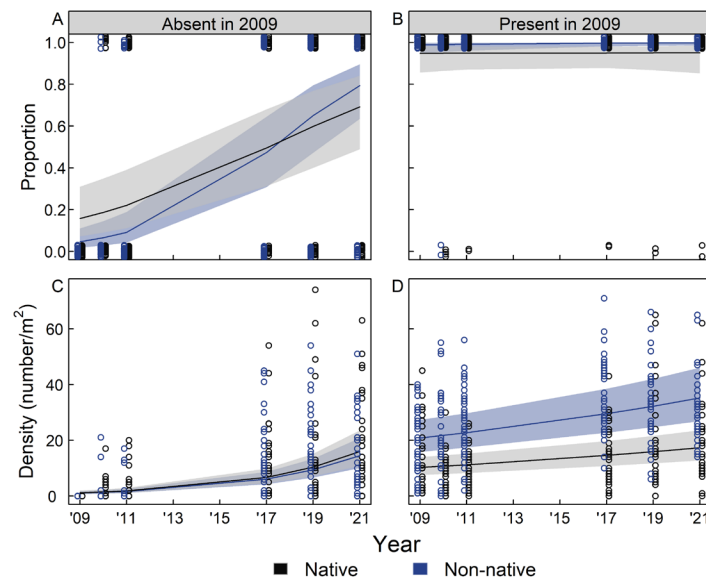 Absent in 2009
Present in 2009
A
B
1.0
0.8
0.6
0.4
0.2
0.0
Proportion
C
D
60
40
20
0
Density (number/m²)
'09 '11 '13 '15 '17 '19 '21
'09 '11 '13 '15 '17 '19 '21
Year
Native Non-native